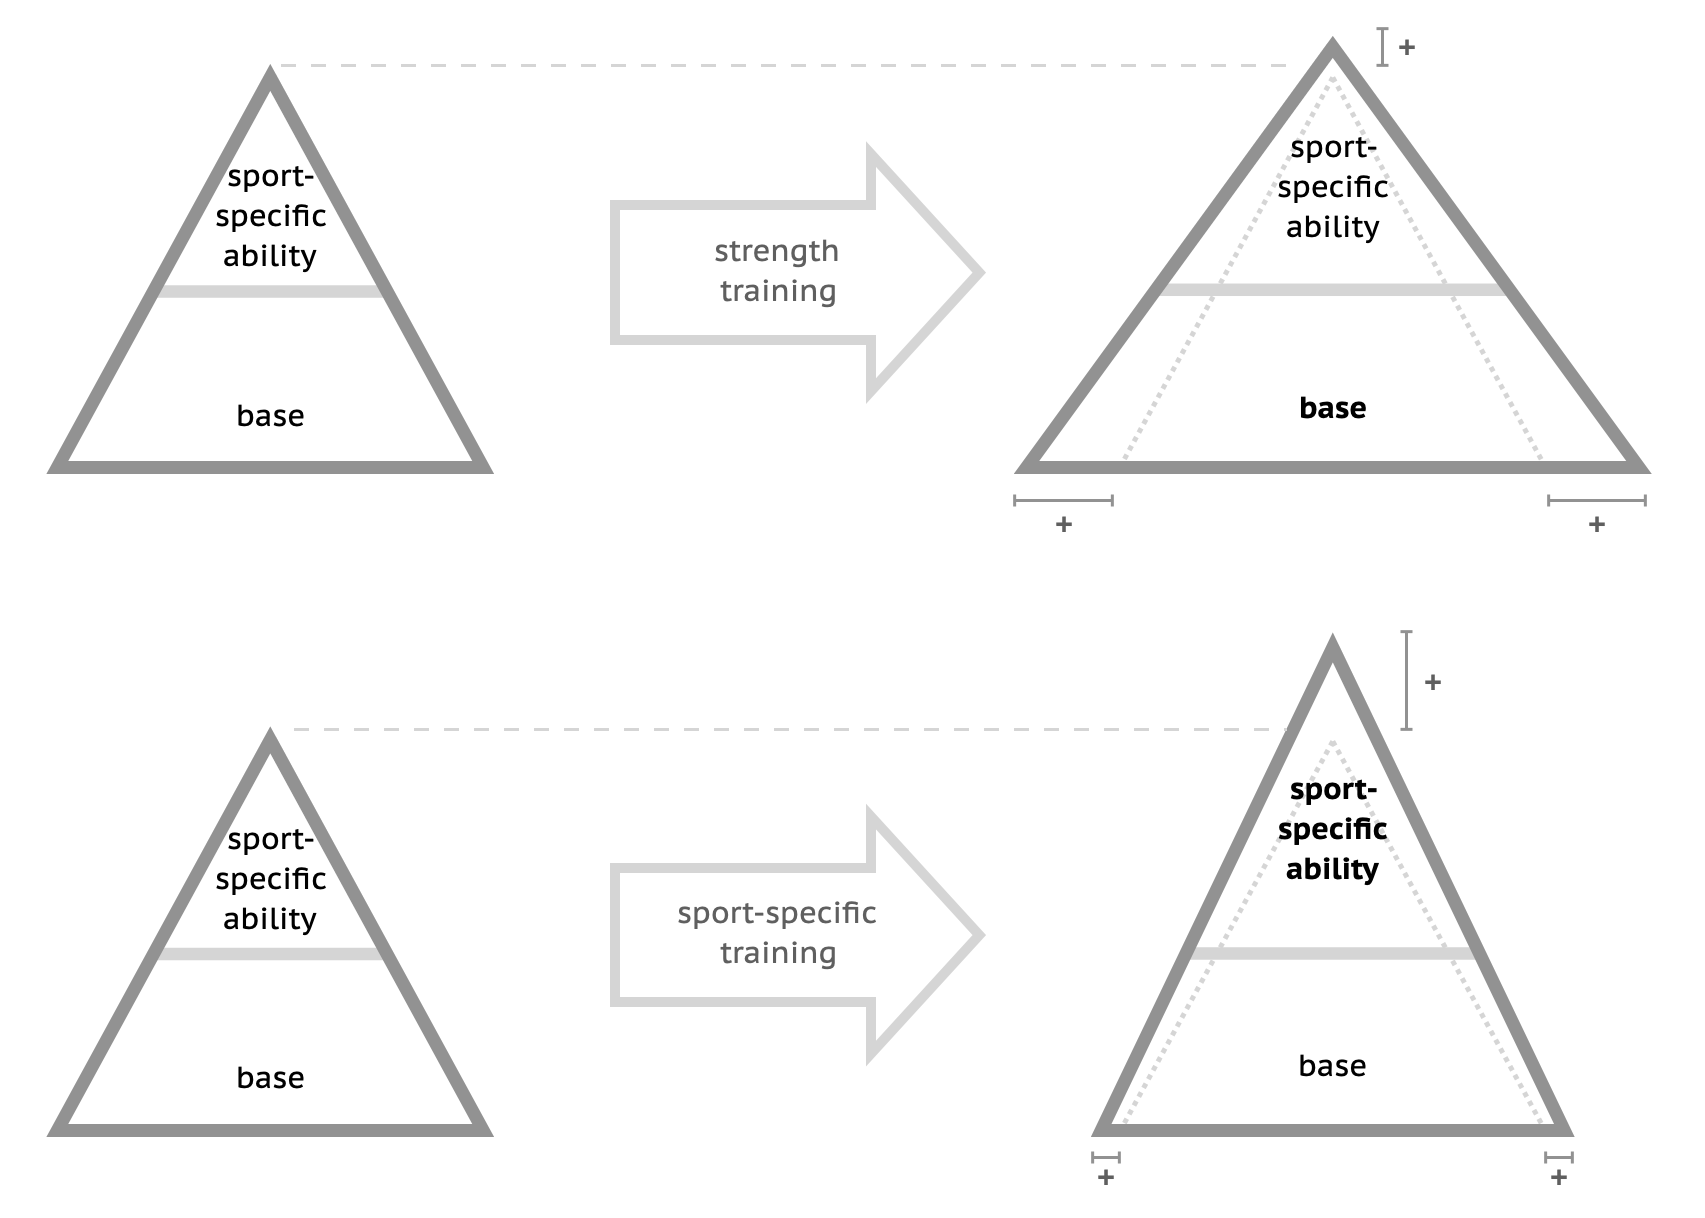 +
sport-
specific
ability
base
strength
training
sport-
specific
ability
base
+
+
+
sport-
specific
ability
base
sport-specific
training
sport-
specific
ability
base
+
+